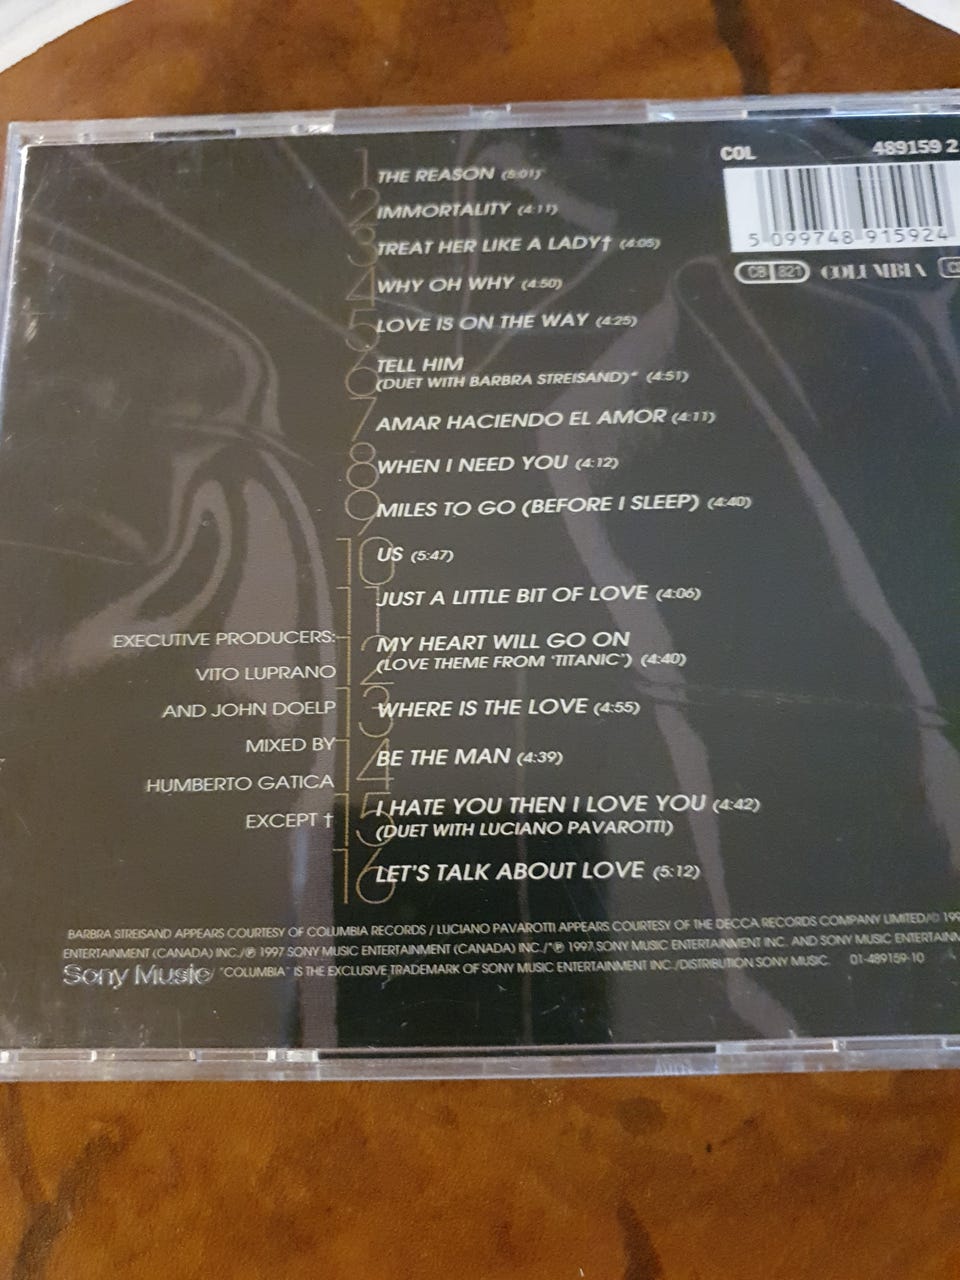 COL 489159 2
5 099748 915924
CB 821 COLUMBIA
1 THE REASON (5:01)
2 IMMORTALITY (4:11)
3 TREAT HER LIKE A LADY† (4:05)
4 WHY OH WHY (4:50)
5 LOVE IS ON THE WAY (4:25)
6 TELL HIM
(DUET WITH BARBRA STREISAND)* (4:51)
7 AMAR HACIENDO EL AMOR (4:11)
8 WHEN I NEED YOU (4:12)
9 MILES TO GO (BEFORE I SLEEP) (4:40)
10 US (5:47)
11 JUST A LITTLE BIT OF LOVE (4:06)
12 MY HEART WILL GO ON
(LOVE THEME FROM 'TITANIC') (4:40)
13 WHERE IS THE LOVE (4:55)
14 BE THE MAN (4:39)
15 I HATE YOU THEN I LOVE YOU (4:42)
(DUET WITH LUCIANO PAVAROTTI)
16 LET'S TALK ABOUT LOVE (5:12)
EXECUTIVE PRODUCERS:
VITO LUPRANO
AND JOHN DOELP
MIXED BY
HUMBERTO GATICA
EXCEPT †
BARBRA STREISAND APPEARS COURTESY OF COLUMBIA RECORDS / LUCIANO PAVAROTTI APPEARS COURTESY OF THE DECCA RECORDS COMPANY LIMITED/©
ENTERTAINMENT (CANADA) INC./℗ 1997 SONY MUSIC ENTERTAINMENT (CANADA) INC./*℗ 1997 SONY MUSIC ENTERTAINMENT INC. AND SONY MUSIC
Sony Music/ "COLUMBIA" IS THE EXCLUSIVE TRADEMARK OF SONY MUSIC ENTERTAINMENT INC./DISTRIBUTION SONY MUSIC. 01-489159-10